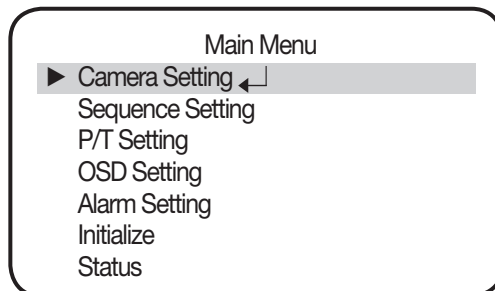 Main Menu
► Camera Setting ↵
Sequence Setting
P/T Setting
OSD Setting
Alarm Setting
Initialize
Status